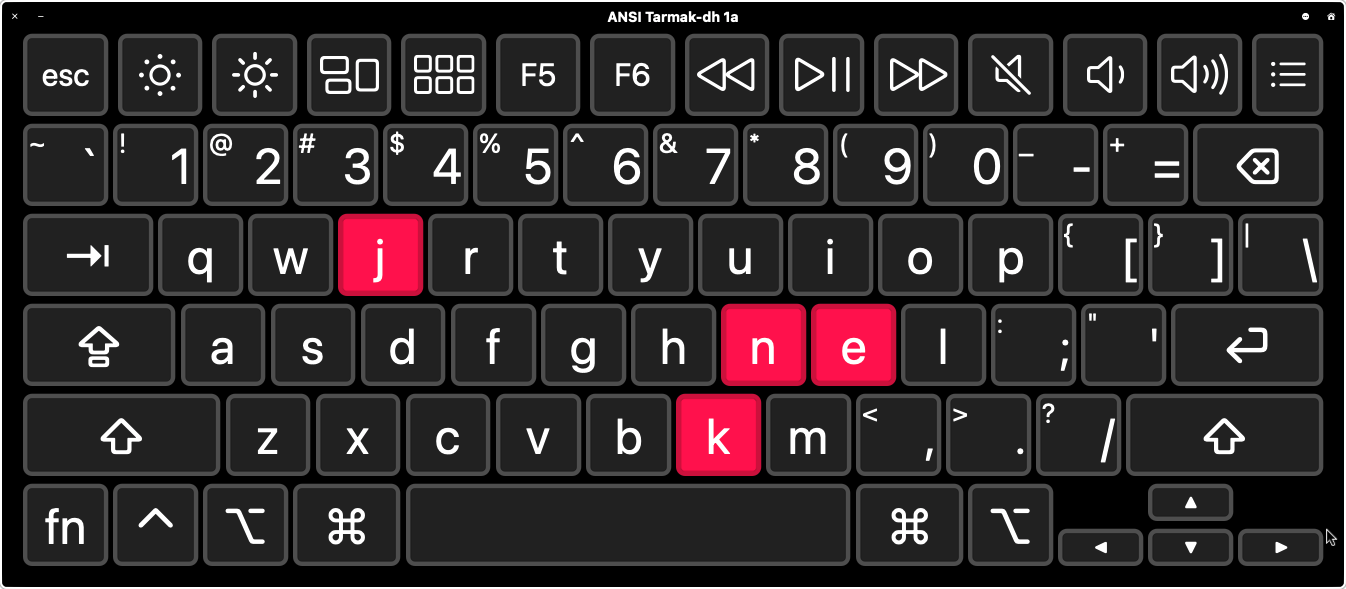 ANSI Tarmak-dh 1a
esc F5 F6
~ ` ! 1 @ 2 # 3 $ 4 % 5 ^ 6 & 7 * 8 ( 9 ) 0 _ - + =
q w j r t y u i o p { [ } ] | \
a s d f g h n e l : ; " '
z x c v b k m < , > . ? /
fn